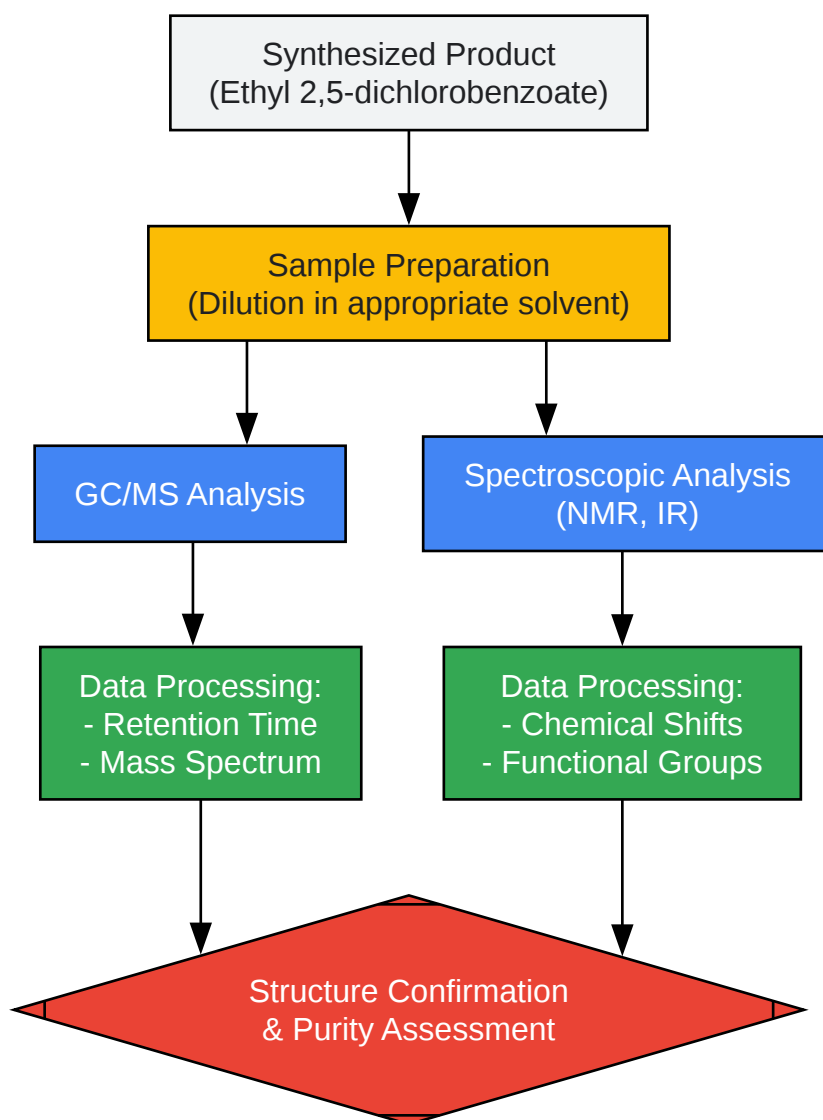 Synthesized Product
(Ethyl 2,5-dichlorobenzoate)
Sample Preparation
(Dilution in appropriate solvent)
GC/MS Analysis
Spectroscopic Analysis
(NMR, IR)
Data Processing:
- Retention Time
- Mass Spectrum
Data Processing:
- Chemical Shifts
- Functional Groups
Structure Confirmation
& Purity Assessment